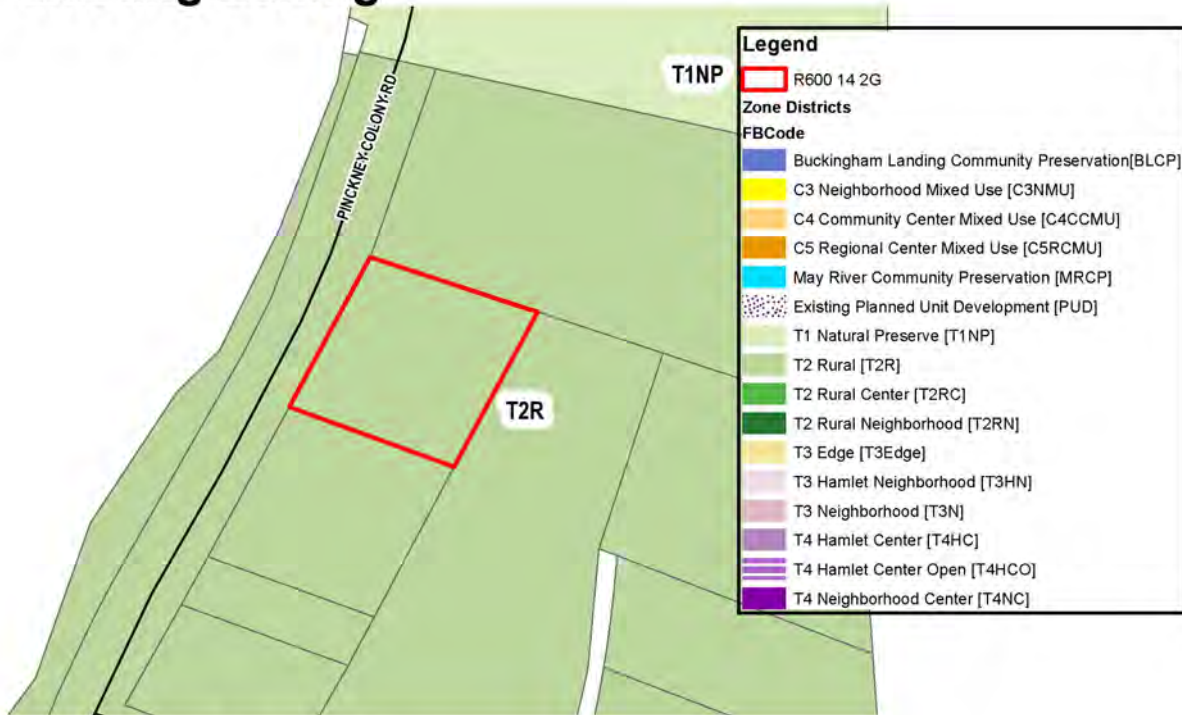 T1NP
PINCKNEY COLONY RD
T2R
Legend
R600 14 2G
Zone Districts
FBCode
Buckingham Landing Community Preservation[BLCP]
C3 Neighborhood Mixed Use [C3NMU]
C4 Community Center Mixed Use [C4CCMU]
C5 Regional Center Mixed Use [C5RCMU]
May River Community Preservation [MRCP]
Existing Planned Unit Development [PUD]
T1 Natural Preserve [T1NP]
T2 Rural [T2R]
T2 Rural Center [T2RC]
T2 Rural Neighborhood [T2RN]
T3 Edge [T3Edge]
T3 Hamlet Neighborhood [T3HN]
T3 Neighborhood [T3N]
T4 Hamlet Center [T4HC]
T4 Hamlet Center Open [T4HCO]
T4 Neighborhood Center [T4NC]